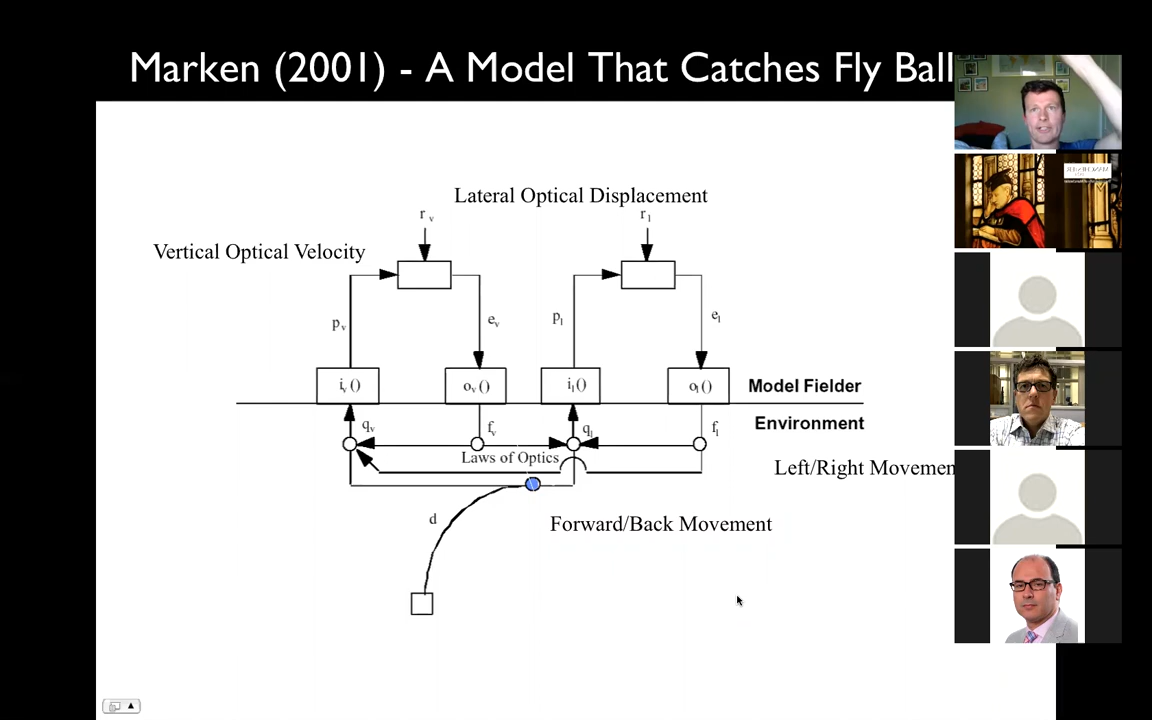 Marken (2001) - A Model That Catches Fly Ball
Lateral Optical Displacement
r v
r l
Vertical Optical Velocity
p v
e v
p l
e l
i v ()
o v ()
i l ()
o l ()
Model Fielder
Environment
q v
f v
q l
f l
Laws of Optics
Left/Right Movemen
d
Forward/Back Movement